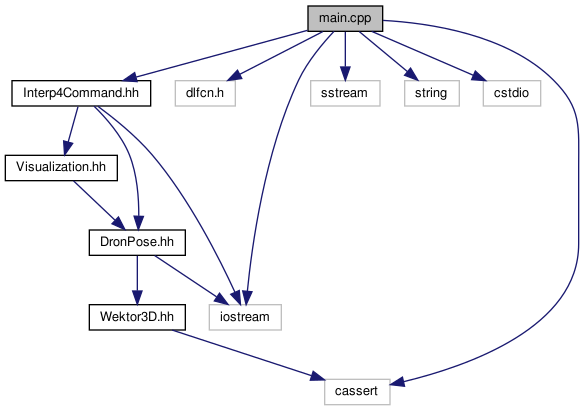 main.cpp
Interp4Command.hh
dlfcn.h
sstream
string
cstdio
Visualization.hh
DronPose.hh
Wektor3D.hh
iostream
cassert